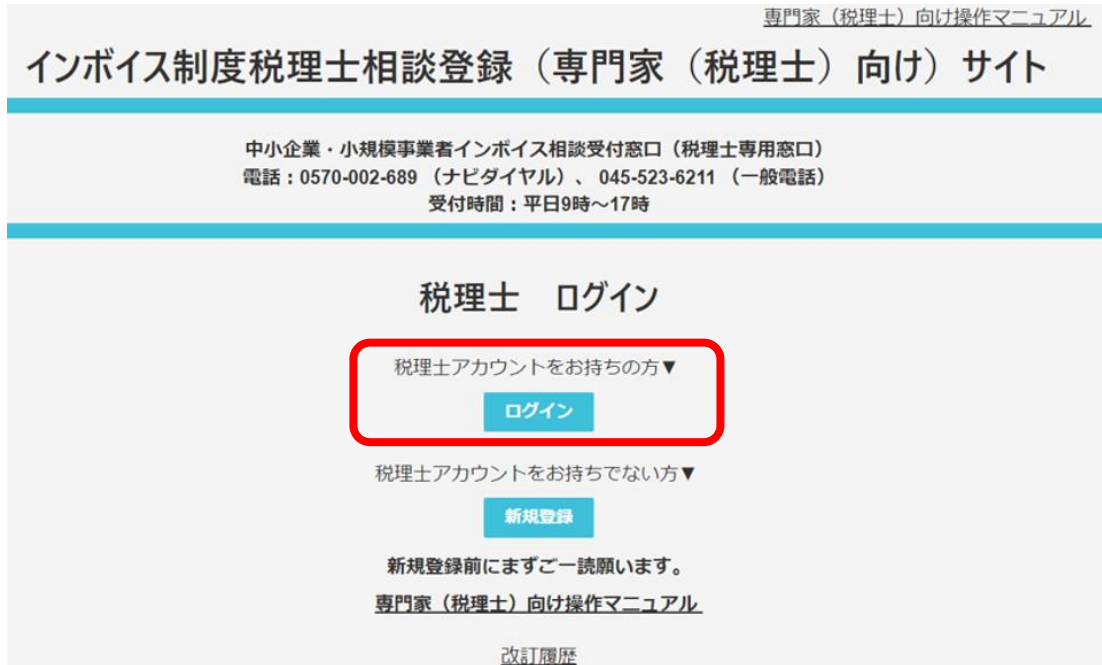 専門家（税理士）向け操作マニュアル
インボイス制度税理士相談登録（専門家（税理士）向け）サイト
中小企業・小規模事業者インボイス相談受付窓口（税理士専用窓口）
電話：0570-002-689 （ナビダイヤル）、 045-523-6211 （一般電話）
受付時間：平日9時～17時
税理士　ログイン
税理士アカウントをお持ちの方▼
ログイン
税理士アカウントをお持ちでない方▼
新規登録
新規登録前にまずご一読願います。
専門家（税理士）向け操作マニュアル
改訂履歴